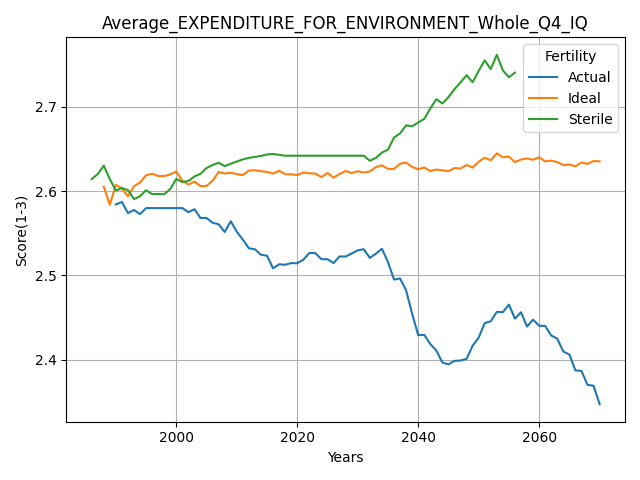 Average_EXPENDITURE_FOR_ENVIRONMENT_Whole_Q4_IQ
Fertility
Actual
Ideal
Sterile
2.7
2.6
2.5
2.4
Score(1-3)
2000
2020
2040
2060
Years